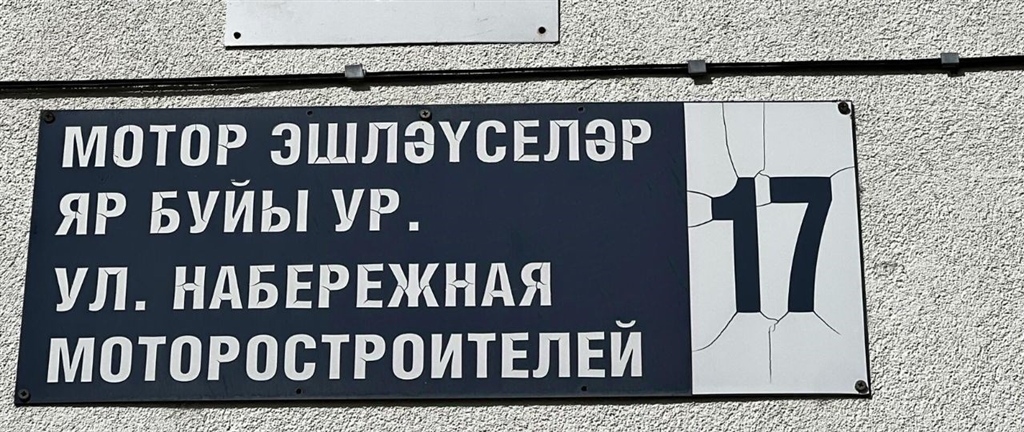 МОТОР ЭШЛӘҮСЕЛӘР
ЯР БУЙЫ УР.
УЛ. НАБЕРЕЖНАЯ
МОТОРОСТРОИТЕЛЕЙ
17